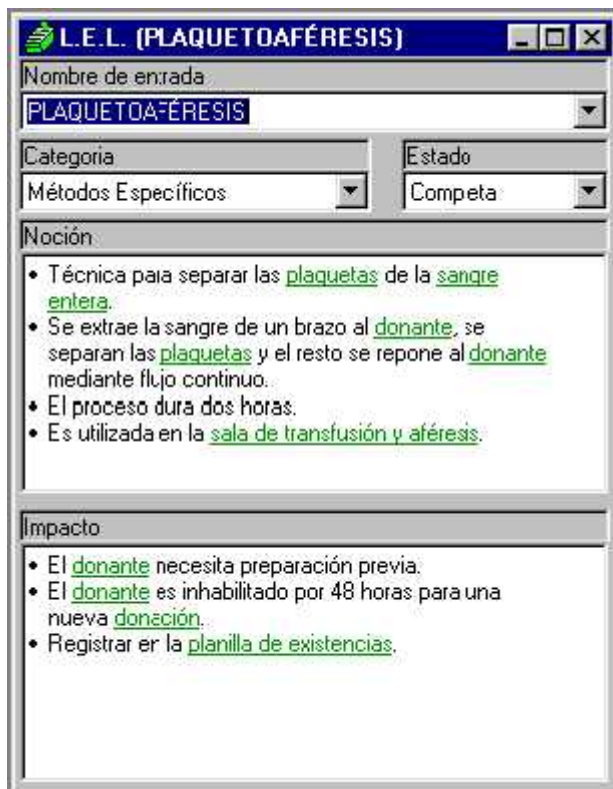 L.E.L. (PLAQUETOAFÉRESIS)
Nombre de entrada
PLAQUETOAFÉRESIS
Categoria Estado
Métodos Específicos Competa
Noción
• Técnica para separar las plaquetas de la sangre
entera.
• Se extrae la sangre de un brazo al donante, se
separan las plaquetas y el resto se repone al donante
mediante flujo continuo.
• El proceso dura dos horas.
• Es utilizada en la sala de transfusión y aféresis.
Impacto
• El donante necesita preparación previa.
• El donante es inhabilitado por 48 horas para una
nueva donación.
• Registrar en la planilla de existencias.